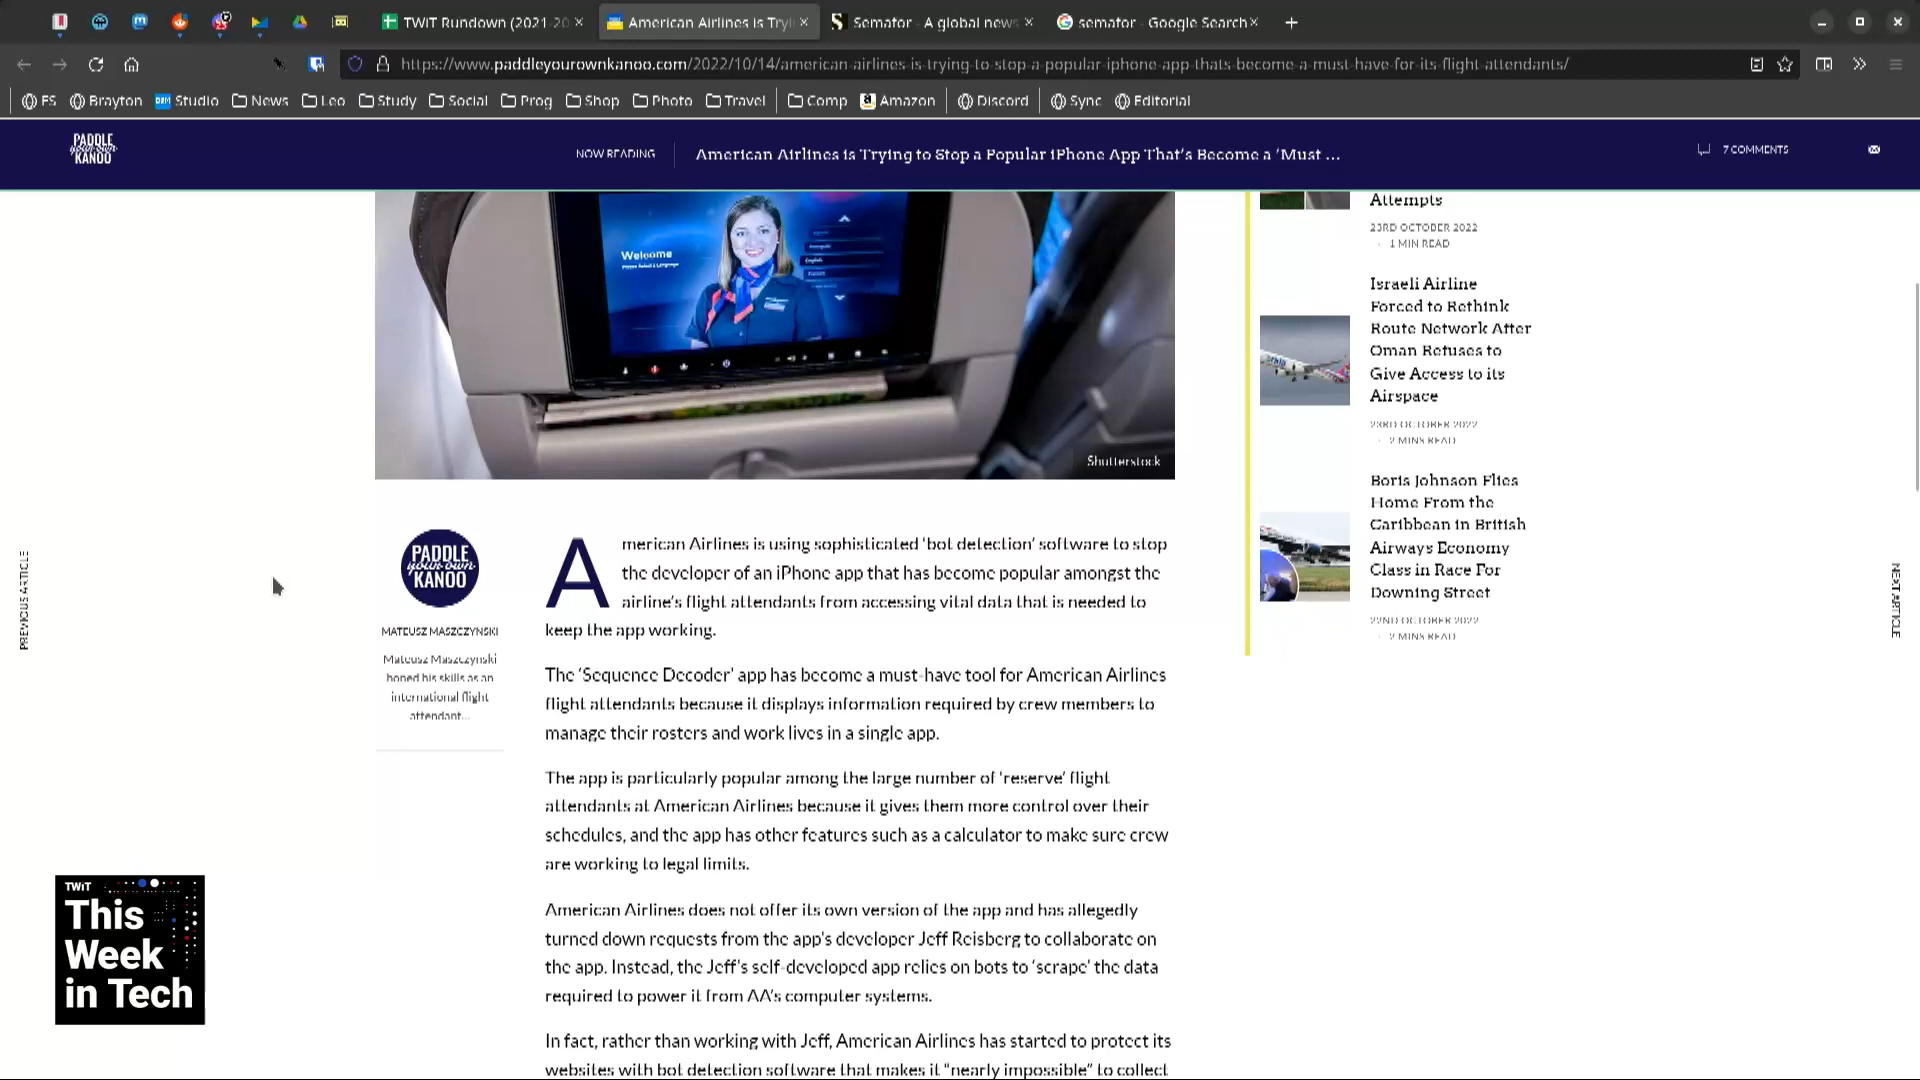 TWiT Rundown (2021-20
American Airlines is Tryi
Semafor - A global news
semafor - Google Search
https://www.paddleyourownkanoo.com/2022/10/14/american-airlines-is-trying-to-stop-a-popular-iphone-app-thats-become-a-must-have-for-its-flight-attendants/
FS
Brayton
Studio
News
Leo
Study
Social
Prog
Shop
Photo
Travel
Comp
Amazon
Discord
Sync
Editorial
PADDLE
your own
KANOO
NOW READING
American Airlines is Trying to Stop a Popular iPhone App That's Become a 'Must ...
7 COMMENTS
Welcome
Shutterstock
Attempts
23RD OCTOBER 2022
· 1 MIN READ
Israeli Airline
Forced to Rethink
Route Network After
Oman Refuses to
Give Access to its
Airspace
23RD OCTOBER 2022
· 2 MINS READ
Boris Johnson Flies
Home From the
Caribbean in British
Airways Economy
Class in Race For
Downing Street
22ND OCTOBER 2022
· 2 MINS READ
PREVIOUS ARTICLE
NEXT ARTICLE
PADDLE
your own
KANOO
MATEUSZ MASZCZYNSKI
Mateusz Maszczynski
honed his skills as an
international flight
attendant...
American Airlines is using sophisticated 'bot detection' software to stop
the developer of an iPhone app that has become popular amongst the
airline's flight attendants from accessing vital data that is needed to
keep the app working.
The 'Sequence Decoder' app has become a must-have tool for American Airlines
flight attendants because it displays information required by crew members to
manage their rosters and work lives in a single app.
The app is particularly popular among the large number of 'reserve' flight
attendants at American Airlines because it gives them more control over their
schedules, and the app has other features such as a calculator to make sure crew
are working to legal limits.
American Airlines does not offer its own version of the app and has allegedly
turned down requests from the app's developer Jeff Reisberg to collaborate on
the app. Instead, the Jeff's self-developed app relies on bots to 'scrape' the data
required to power it from AA's computer systems.
In fact, rather than working with Jeff, American Airlines has started to protect its
websites with bot detection software that makes it "nearly impossible" to collect
TWiT
This
Week
in Tech